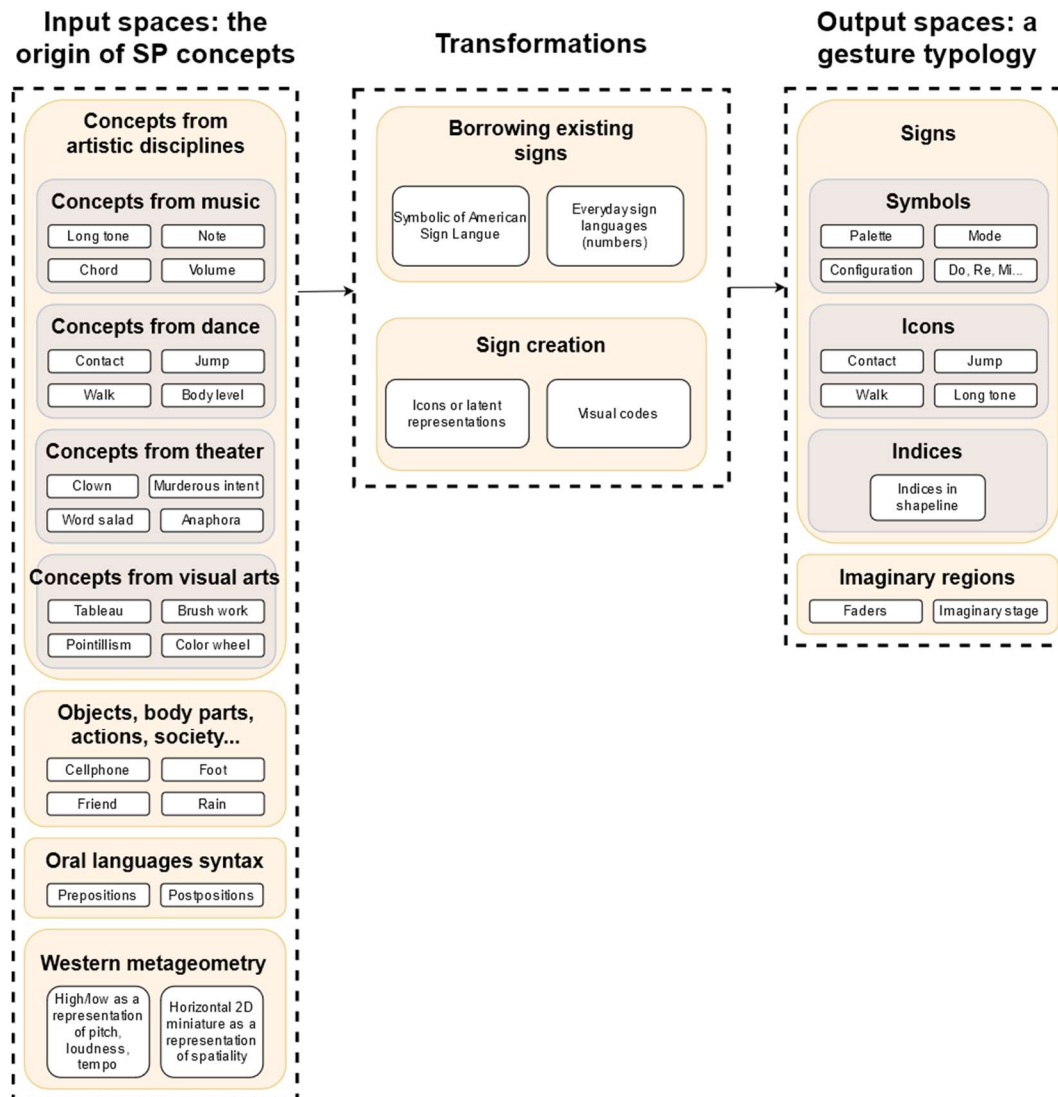 Input spaces: the
origin of SP concepts
Concepts from
artistic disciplines
Concepts from music
Long tone
Note
Chord
Volume
Concepts from dance
Contact
Jump
Walk
Body level
Concepts from theater
Clown
Murderous intent
Word salad
Anaphora
Concepts from visual arts
Tableau
Brush work
Pointillism
Color wheel
Objects, body parts,
actions, society...
Cellphone
Foot
Friend
Rain
Oral languages syntax
Prepositions
Postpositions
Western metageometry
High/low as a
representation
of pitch,
loudness,
tempo
Horizontal 2D
miniature as a
representation
of spatiality
Transformations
Borrowing existing
signs
Symbolic of American
Sign Langue
Everyday sign
languages
(numbers)
Sign creation
Icons or latent
representations
Visual codes
Output spaces: a
gesture typology
Signs
Symbols
Palette
Mode
Configuration
Do, Re, Mi...
Icons
Contact
Jump
Walk
Long tone
Indices
Indices in
shapeline
Imaginary regions
Faders
Imaginary stage